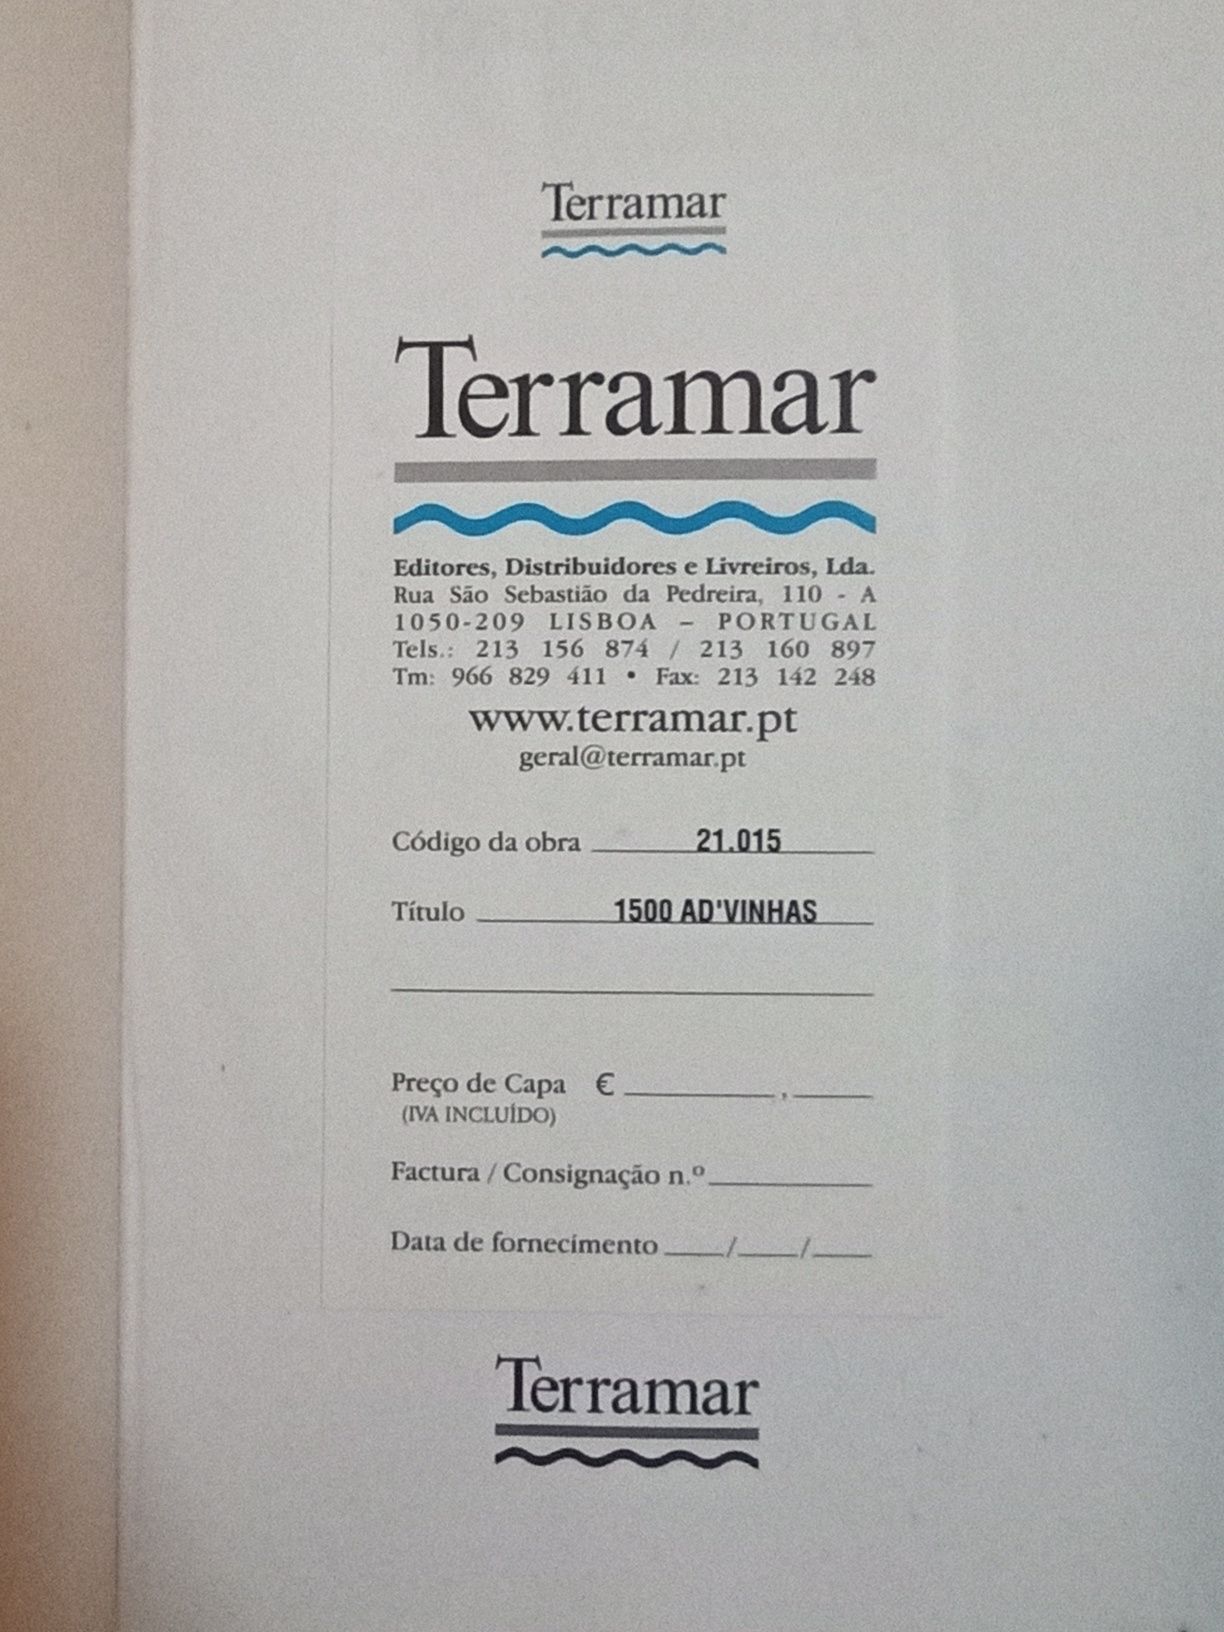 Terramar
Terramar
Editores, Distribuidores e Livreiros, Lda.
Rua São Sebastião da Pedreira, 110 - A
1050-209 LISBOA – PORTUGAL
Tels.: 213 156 874 / 213 160 897
Tm: 966 829 411 • Fax: 213 142 248
www.terramar.pt
geral@terramar.pt
Código da obra 21.015
Título 1500 AD'VINHAS
Preço de Capa € ,
(IVA INCLUÍDO)
Factura / Consignação n.º
Data de fornecimento / /
Terramar